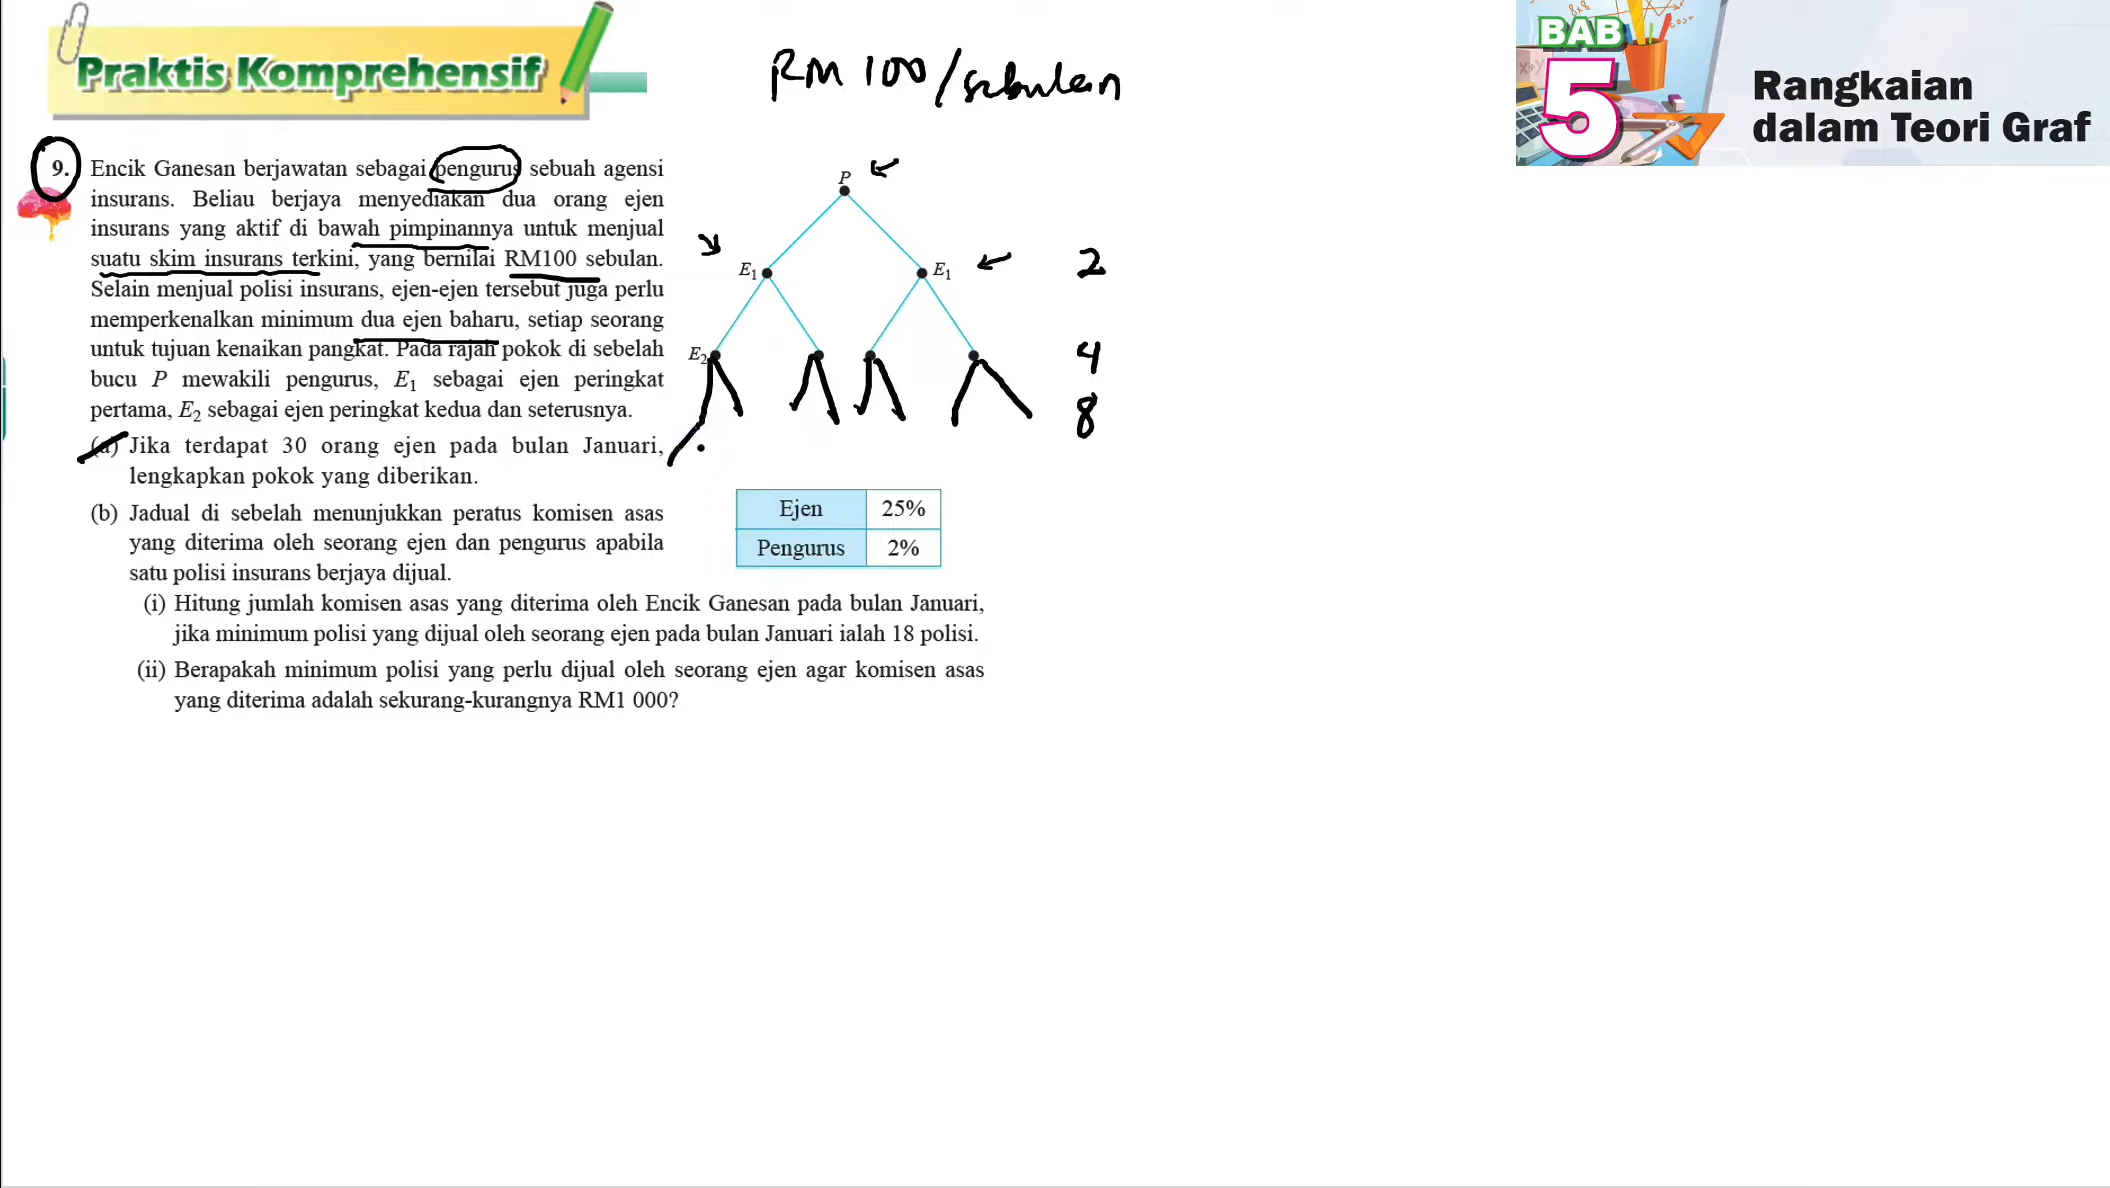 Praktis Komprehensif
RM 100/sebulan
BAB
5
Rangkaian
dalam Teori Graf
9. Encik Ganesan berjawatan sebagai pengurus sebuah agensi
insurans. Beliau berjaya menyediakan dua orang ejen
insurans yang aktif di bawah pimpinannya untuk menjual
suatu skim insurans terkini, yang bernilai RM100 sebulan.
Selain menjual polisi insurans, ejen-ejen tersebut juga perlu
memperkenalkan minimum dua ejen baharu, setiap seorang
untuk tujuan kenaikan pangkat. Pada rajah pokok di sebelah
bucu P mewakili pengurus, E1 sebagai ejen peringkat
pertama, E2 sebagai ejen peringkat kedua dan seterusnya.
(a) Jika terdapat 30 orang ejen pada bulan Januari,
lengkapkan pokok yang diberikan.
P
E1
E1
2
E2
4
8
(b) Jadual di sebelah menunjukkan peratus komisen asas
yang diterima oleh seorang ejen dan pengurus apabila
satu polisi insurans berjaya dijual.
Ejen 25%
Pengurus 2%
(i) Hitung jumlah komisen asas yang diterima oleh Encik Ganesan pada bulan Januari,
jika minimum polisi yang dijual oleh seorang ejen pada bulan Januari ialah 18 polisi.
(ii) Berapakah minimum polisi yang perlu dijual oleh seorang ejen agar komisen asas
yang diterima adalah sekurang-kurangnya RM1 000?